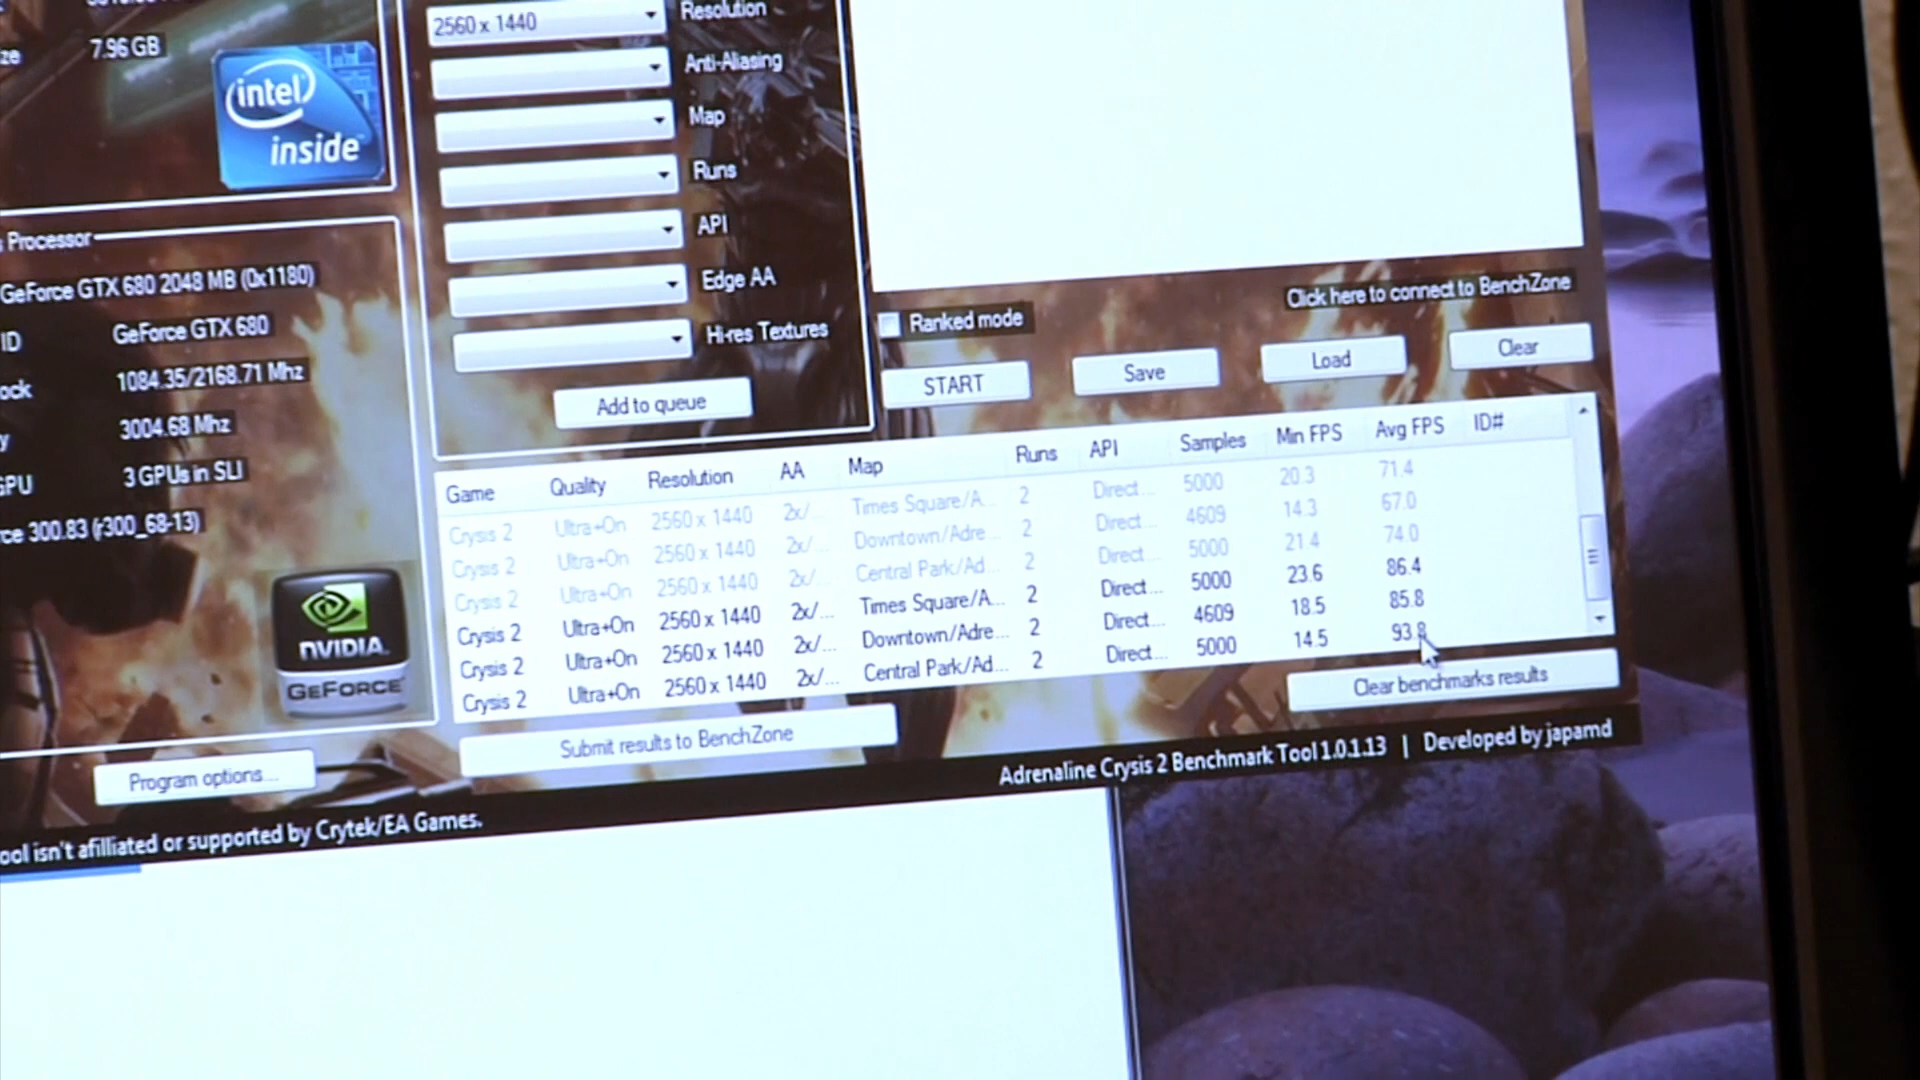 7.96 GB
intel
inside
Processor
GeForce GTX 680 2048 MB (0x1180)
ID GeForce GTX 680
1084.35/2168.71 Mhz
3004.68 Mhz
3 GPUs in SLI
300.83 (r300_68-13)
NVIDIA.
GEFORCE
Program options...
2560 x 1440 Resolution
Anti-Aliasing
Map
Runs
API
Edge AA
Hi-res Textures
Add to queue
Click here to connect to BenchZone
Ranked mode
START Save Load Clear
Game Quality Resolution AA Map Runs API Samples Min FPS Avg FPS ID#
Crysis 2 Ultra+On 2560 x 1440 2x/... Times Square/A... 2 Direct... 5000 20.3 71.4
Crysis 2 Ultra+On 2560 x 1440 2x/... Downtown/Adre... 2 Direct... 4609 14.3 67.0
Crysis 2 Ultra+On 2560 x 1440 2x/... Central Park/Ad... 2 Direct... 5000 21.4 74.0
Crysis 2 Ultra+On 2560 x 1440 2x/... Times Square/A... 2 Direct... 5000 23.6 86.4
Crysis 2 Ultra+On 2560 x 1440 2x/... Downtown/Adre... 2 Direct... 4609 18.5 85.8
Crysis 2 Ultra+On 2560 x 1440 2x/... Central Park/Ad... 2 Direct... 5000 14.5 93.8
Submit results to BenchZone
Clear benchmarks results
Adrenaline Crysis 2 Benchmark Tool 1.0.1.13 | Developed by japamd
isn't afilliated or supported by Crytek/EA Games.